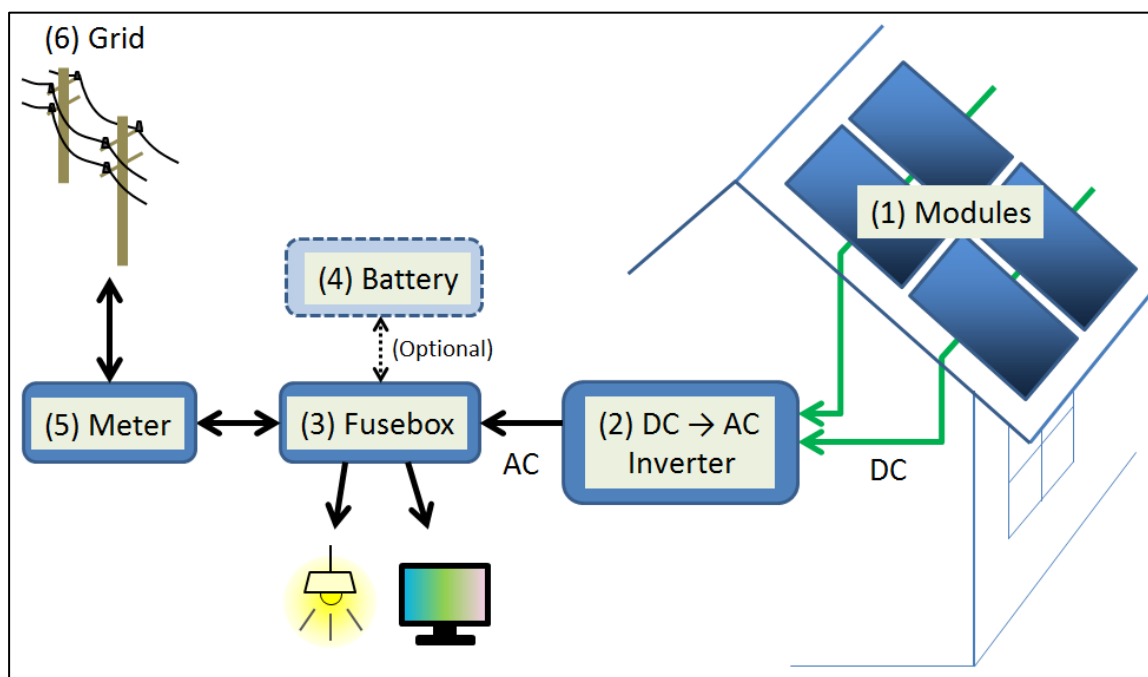 (6) Grid
(1) Modules
(4) Battery
(Optional)
(5) Meter
(3) Fusebox
(2) DC → AC
Inverter
AC
DC